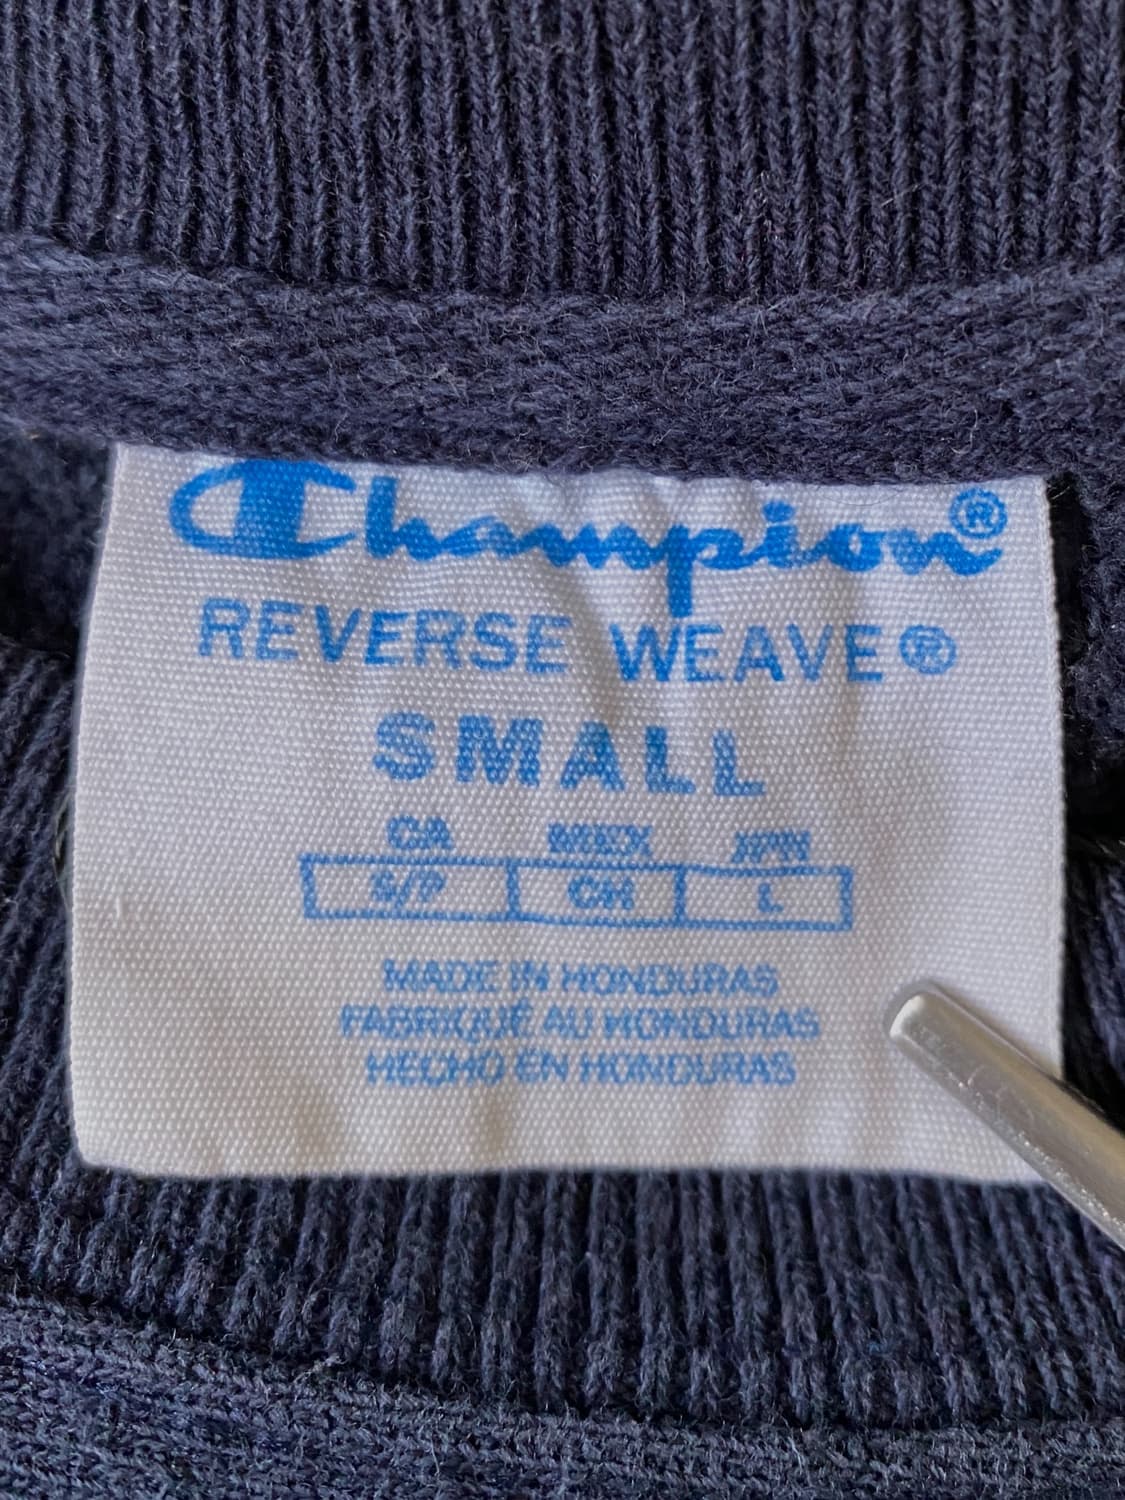 Champion®
REVERSE WEAVE®
SMALL
CA MEX JPN
S/P CH L
MADE IN HONDURAS
FABRIQUÉ AU HONDURAS
HECHO EN HONDURAS